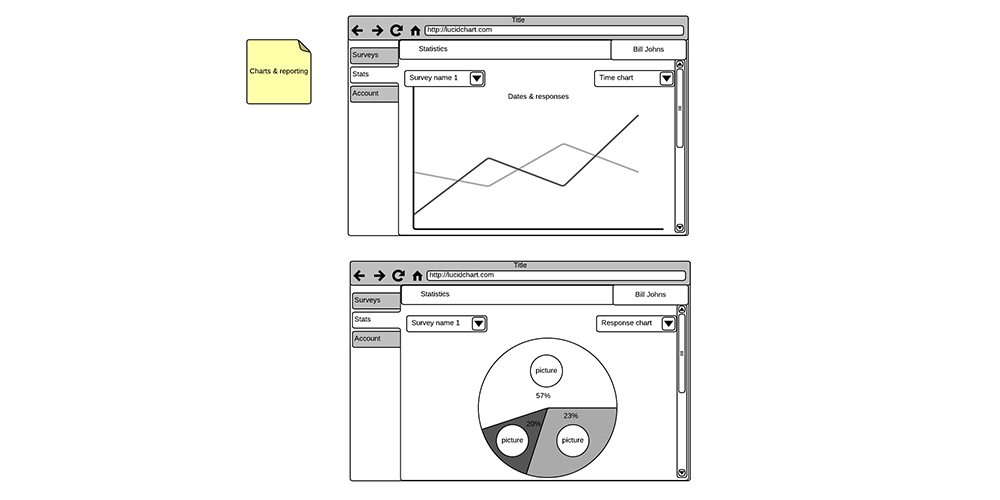 Charts & reporting
Title
http://lucidchart.com
Surveys
Stats
Account
Statistics
Bill Johns
Survey name 1
Time chart
Dates & responses
Title
http://lucidchart.com
Surveys
Stats
Account
Statistics
Bill Johns
Survey name 1
Response chart
picture
57%
23%
20%
picture
picture